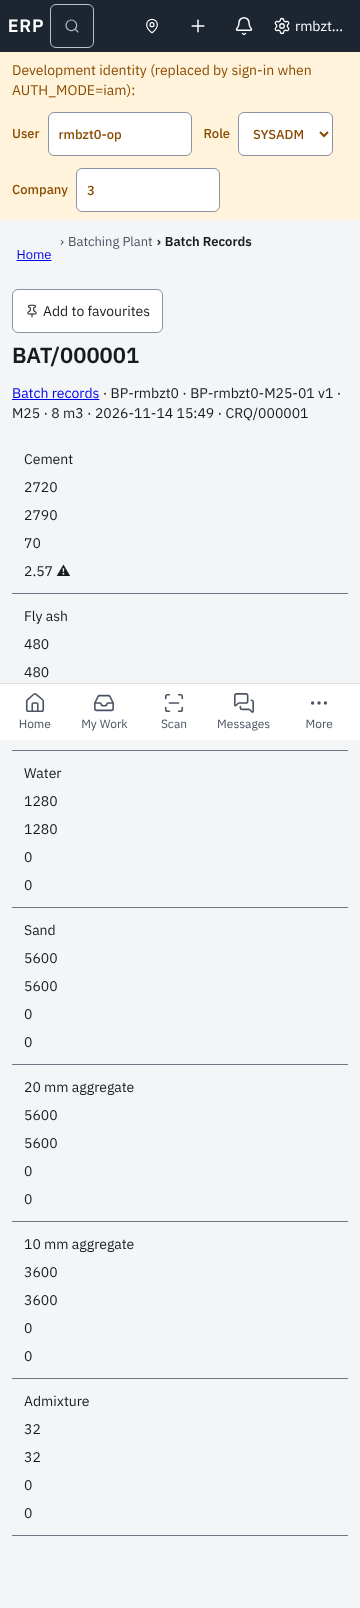 ERP
rmbzt...
Development identity (replaced by sign-in when
AUTH_MODE=iam):
User rmbzt0-op Role SYSADM
Company 3
Home › Batching Plant › Batch Records
Add to favourites
BAT/000001
Batch records · BP-rmbzt0 · BP-rmbzt0-M25-01 v1 ·
M25 · 8 m3 · 2026-11-14 15:49 · CRQ/000001
Cement
2720
2790
70
2.57 ⚠
Fly ash
480
480
Home My Work Scan Messages More
Water
1280
1280
0
0
Sand
5600
5600
0
0
20 mm aggregate
5600
5600
0
0
10 mm aggregate
3600
3600
0
0
Admixture
32
32
0
0